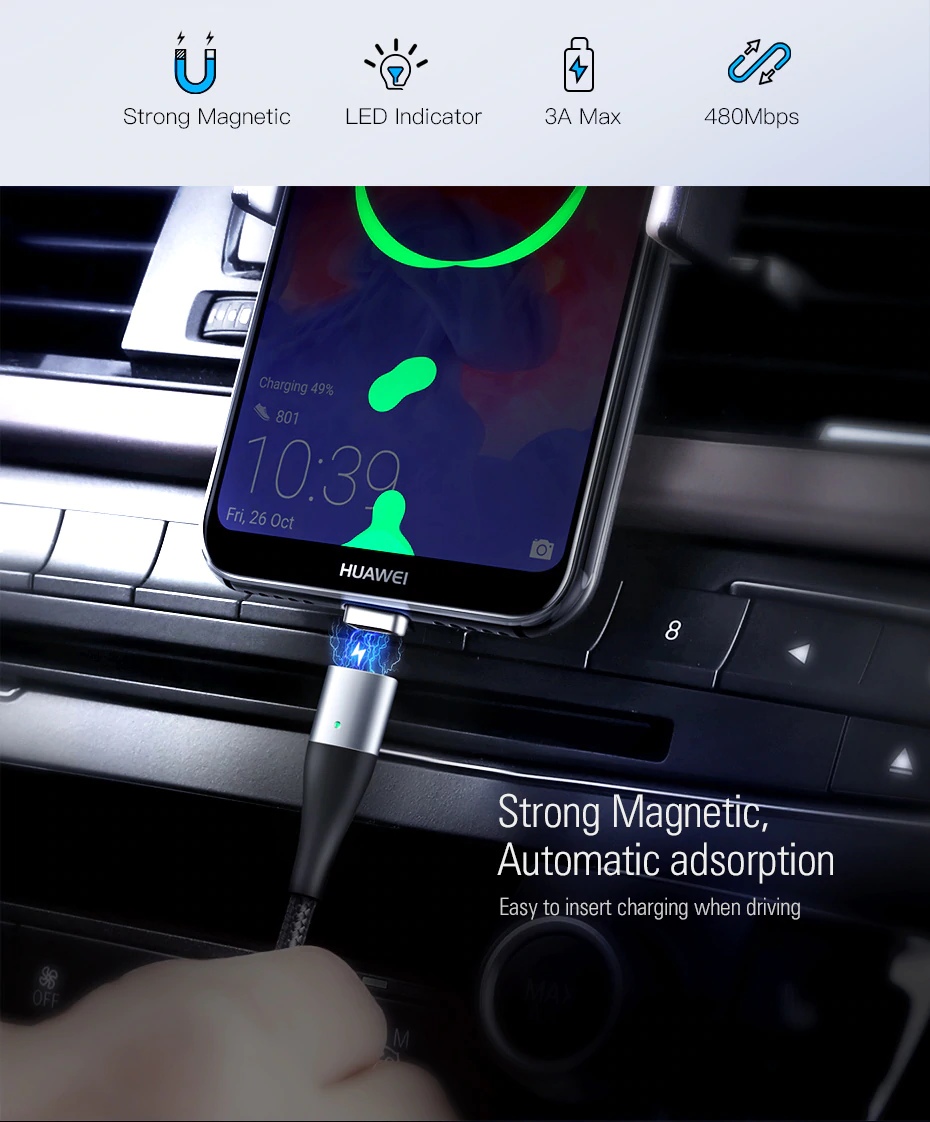 Strong Magnetic
LED Indicator
3A Max
480Mbps
Charging 49%
801
10:39
Fri, 26 Oct
HUAWEI
8
Strong Magnetic,
Automatic adsorption
Easy to insert charging when driving
OFF
MAX
M